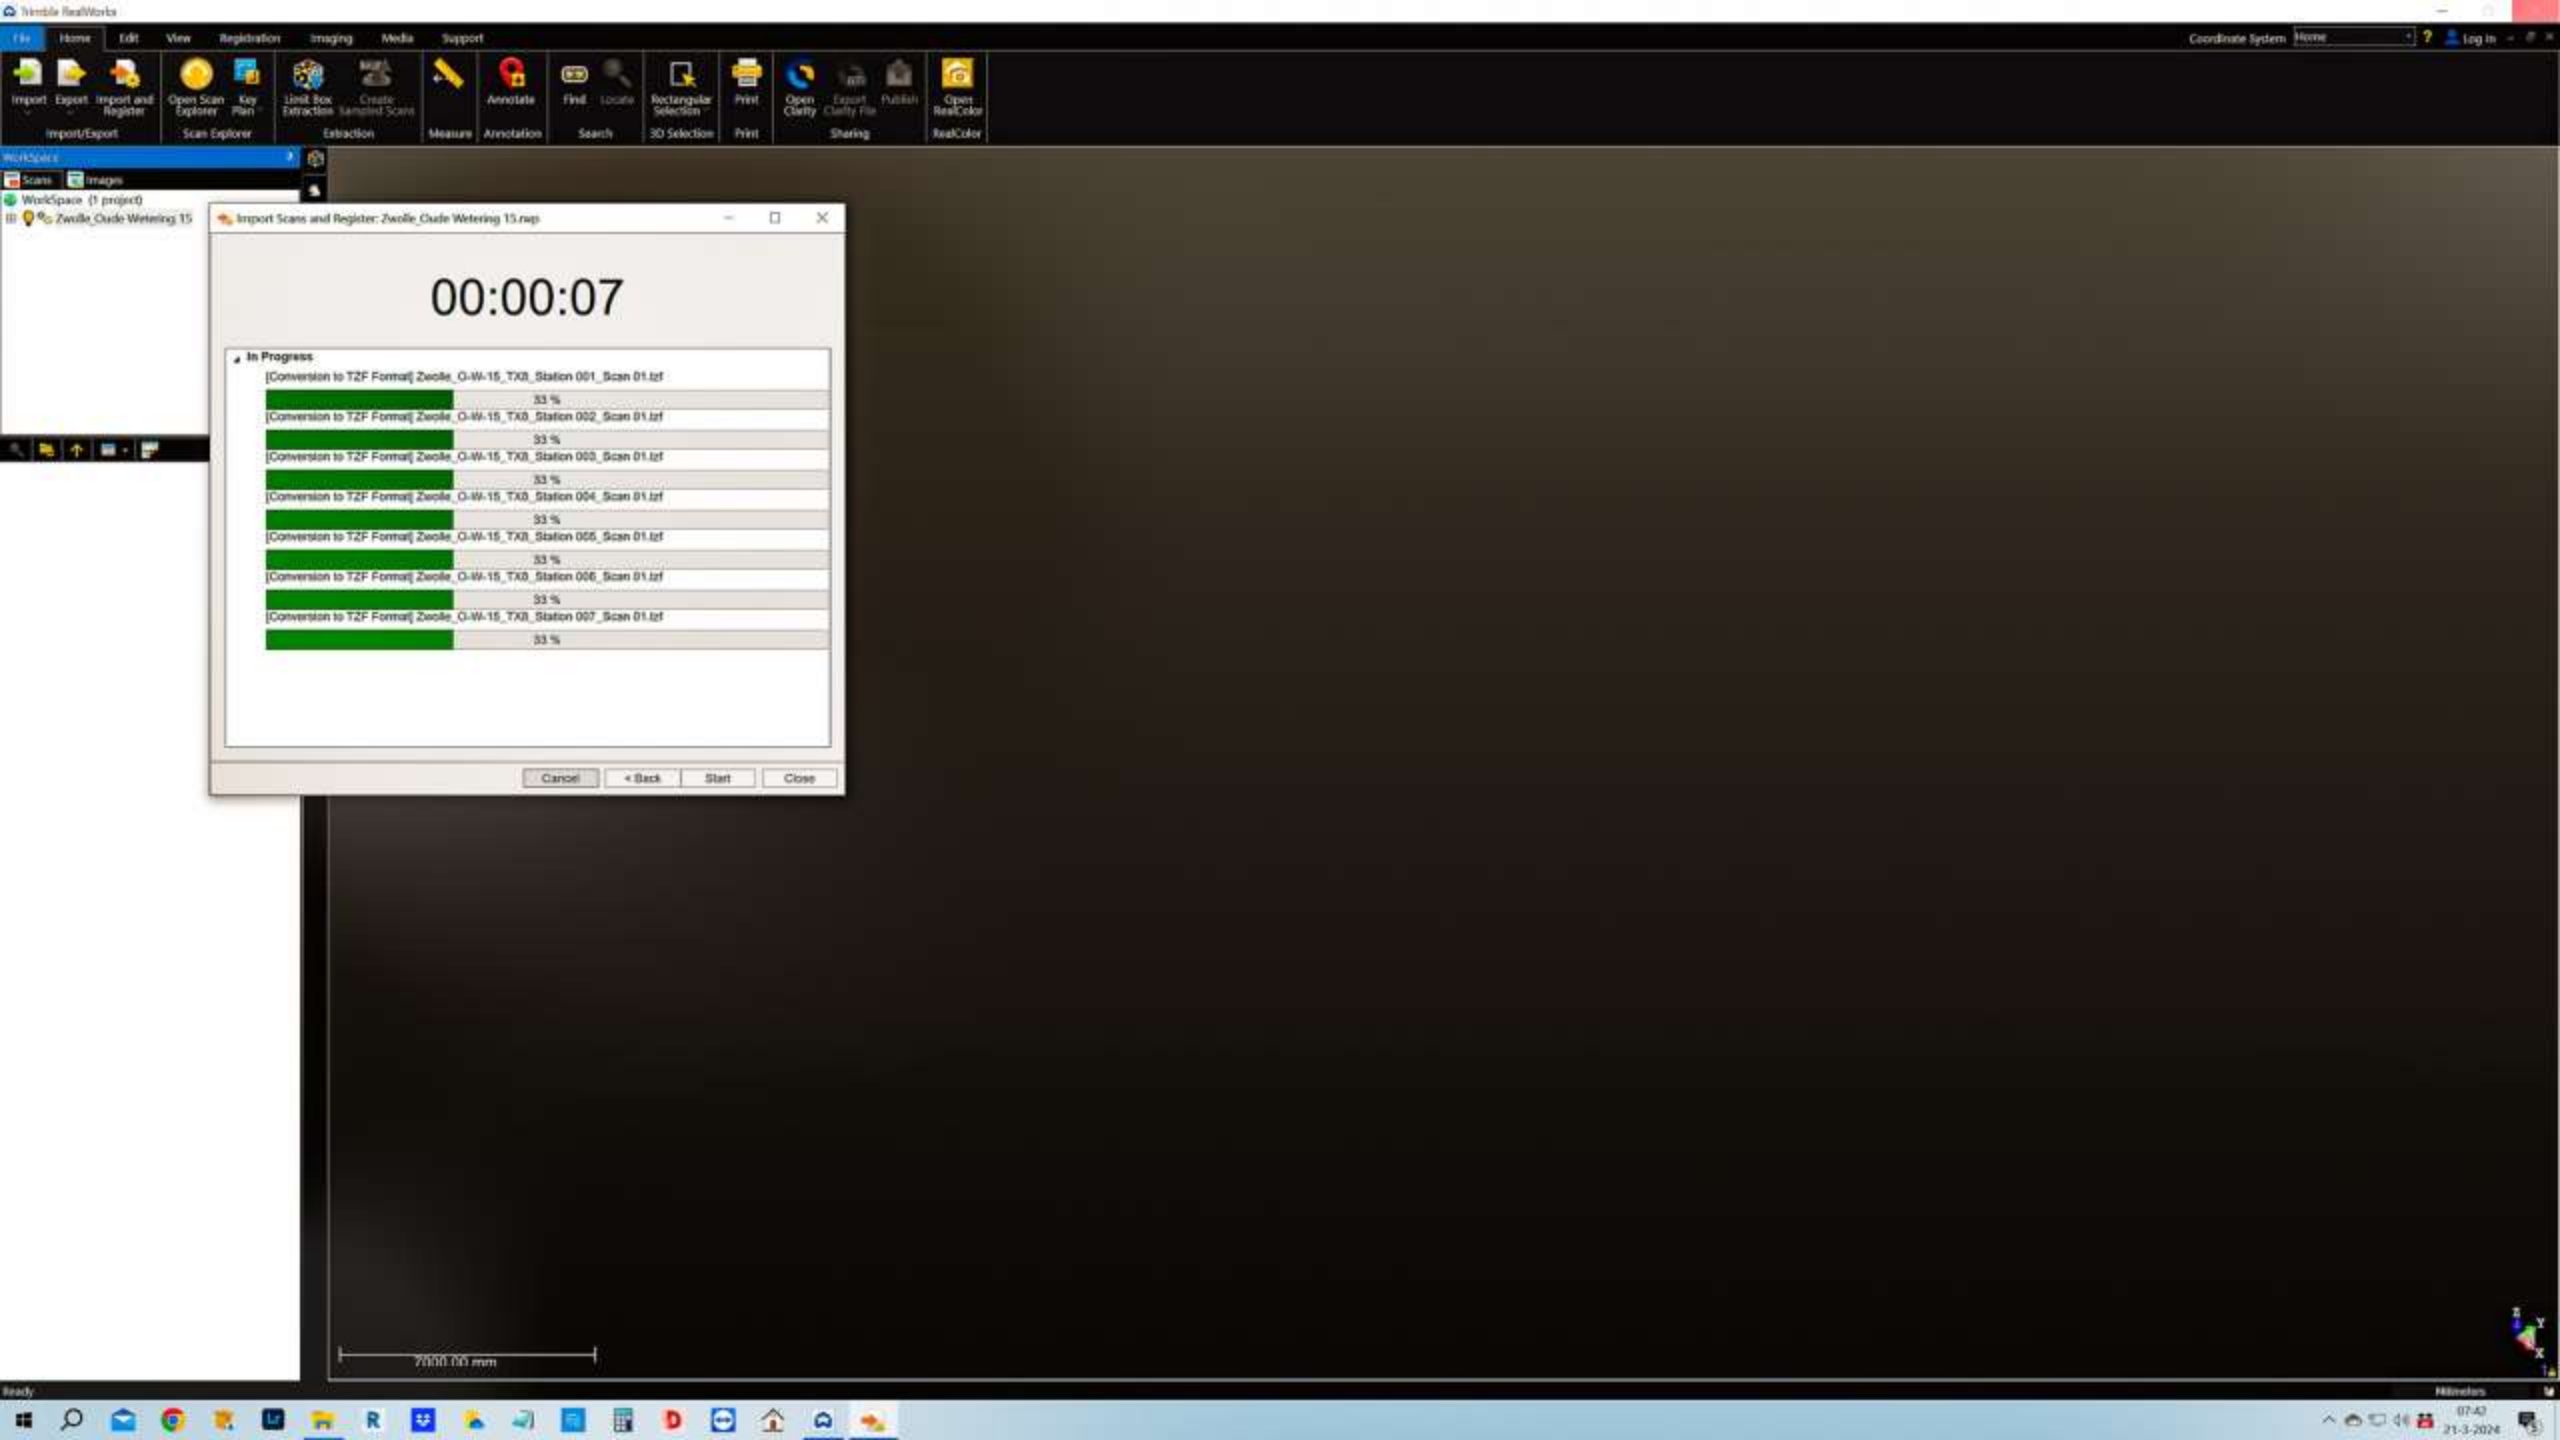 Trimble RealWorks
File Home Edit View Registration Imaging Media Support
Coordinate System Home ? Log in
Import Export Import and Register
Import/Export
Open Scan Explorer Key Plan
Scan Explorer
Limit Box Extraction Create Sampled Scans
Extraction
Measure
Annotate
Annotation
Find Locate
Search
Rectangular Selection
3D Selection
Print
Print
Open Clarity Export Clarity File Publish
Sharing
Open RealColor
RealColor
WorkSpace
Scans Images
WorkSpace (1 project)
Zwolle_Oude Wetering 15
Import Scans and Register: Zwolle_Oude Wetering 15.rwp
00:00:07
In Progress
[Conversion to TZF Format] Zwolle_O-W-15_TX8_Station 001_Scan 01.tzf
33 %
[Conversion to TZF Format] Zwolle_O-W-15_TX8_Station 002_Scan 01.tzf
33 %
[Conversion to TZF Format] Zwolle_O-W-15_TX8_Station 003_Scan 01.tzf
33 %
[Conversion to TZF Format] Zwolle_O-W-15_TX8_Station 004_Scan 01.tzf
33 %
[Conversion to TZF Format] Zwolle_O-W-15_TX8_Station 005_Scan 01.tzf
33 %
[Conversion to TZF Format] Zwolle_O-W-15_TX8_Station 006_Scan 01.tzf
33 %
[Conversion to TZF Format] Zwolle_O-W-15_TX8_Station 007_Scan 01.tzf
33 %
Cancel < Back Start Close
7000.00 mm
Z
Y
X
Ready
Millimeters
Lr R D
07:42
21-3-2024